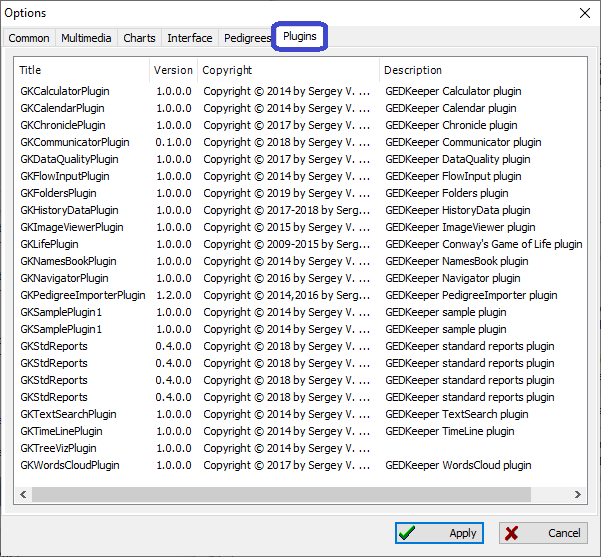 Options
Common Multimedia Charts Interface Pedigrees Plugins
Title Version Copyright Description
GKCalculatorPlugin 1.0.0.0 Copyright © 2014 by Sergey V. ... GEDKeeper Calculator plugin
GKCalendarPlugin 1.0.0.0 Copyright © 2014 by Sergey V. ... GEDKeeper Calendar plugin
GKChroniclePlugin 1.0.0.0 Copyright © 2017 by Sergey V. ... GEDKeeper Chronicle plugin
GKCommunicatorPlugin 0.1.0.0 Copyright © 2018 by Sergey V. ... GEDKeeper Communicator plugin
GKDataQualityPlugin 1.0.0.0 Copyright © 2017 by Sergey V. ... GEDKeeper DataQuality plugin
GKFlowInputPlugin 1.0.0.0 Copyright © 2014 by Sergey V. ... GEDKeeper FlowInput plugin
GKFoldersPlugin 1.0.0.0 Copyright © 2019 by Sergey V. ... GEDKeeper Folders plugin
GKHistoryDataPlugin 1.0.0.0 Copyright © 2017-2018 by Serg... GEDKeeper HistoryData plugin
GKImageViewerPlugin 1.0.0.0 Copyright © 2015 by Sergey V. ... GEDKeeper ImageViewer plugin
GKLifePlugin 1.0.0.0 Copyright © 2009-2015 by Serg... GEDKeeper Conway's Game of Life plugin
GKNamesBookPlugin 1.0.0.0 Copyright © 2014 by Sergey V. ... GEDKeeper NamesBook plugin
GKNavigatorPlugin 1.0.0.0 Copyright © 2016 by Sergey V. ... GEDKeeper Navigator plugin
GKPedigreeImporterPlugin 1.2.0.0 Copyright © 2014,2016 by Serg... GEDKeeper PedigreeImporter plugin
GKSamplePlugin1 1.0.0.0 Copyright © 2014 by Sergey V. ... GEDKeeper sample plugin
GKSamplePlugin1 1.0.0.0 Copyright © 2014 by Sergey V. ... GEDKeeper sample plugin
GKStdReports 0.4.0.0 Copyright © 2018 by Sergey V. ... GEDKeeper standard reports plugin
GKStdReports 0.4.0.0 Copyright © 2018 by Sergey V. ... GEDKeeper standard reports plugin
GKStdReports 0.4.0.0 Copyright © 2018 by Sergey V. ... GEDKeeper standard reports plugin
GKStdReports 0.4.0.0 Copyright © 2018 by Sergey V. ... GEDKeeper standard reports plugin
GKTextSearchPlugin 1.0.0.0 Copyright © 2014 by Sergey V. ... GEDKeeper TextSearch plugin
GKTimeLinePlugin 1.0.0.0 Copyright © 2014 by Sergey V. ... GEDKeeper TimeLine plugin
GKTreeVizPlugin 1.0.0.0 Copyright © 2014 by Sergey V. ...
GKWordsCloudPlugin 1.0.0.0 Copyright © 2017 by Sergey V. ... GEDKeeper WordsCloud plugin
Apply Cancel